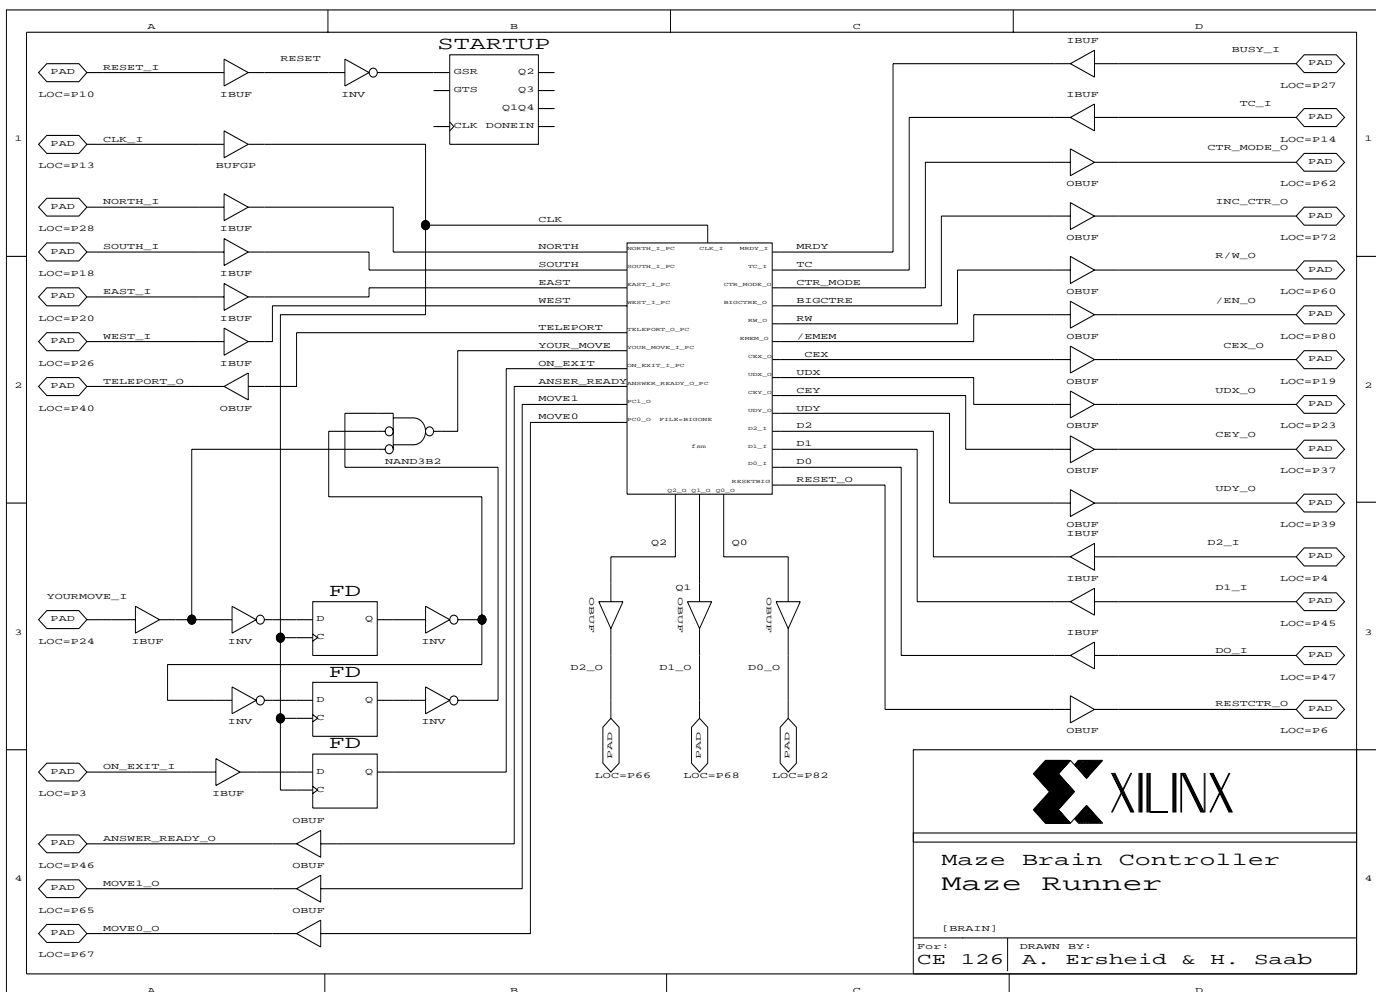 A B C D
STARTUP
PAD RESET_I IBUF RESET INV
LOC=P10
GSR Q2
GTS Q3
Q1Q4
CLK DONEIN
IBUF BUSY_I PAD
LOC=P27
IBUF TC_I PAD
LOC=P14
1 1
PAD CLK_I BUFGP
LOC=P13
CTR_MODE_O PAD
OBUF LOC=P62
PAD NORTH_I IBUF
LOC=P28
INC_CTR_O PAD
OBUF LOC=P72
PAD SOUTH_I IBUF
LOC=P18
R/W_O PAD
OBUF LOC=P60
PAD EAST_I IBUF
LOC=P20
/EN_O PAD
OBUF LOC=P80
PAD WEST_I IBUF
LOC=P26
CEX_O PAD
OBUF LOC=P19
PAD TELEPORT_O OBUF
LOC=P40
UDX_O PAD
OBUF LOC=P23
2 2
CEY_O PAD
OBUF LOC=P37
UDY_O PAD
OBUF LOC=P39
CLK
NORTH
SOUTH
EAST
WEST
TELEPORT
YOUR_MOVE
ON_EXIT
ANSER_READY
MOVE1
MOVE0
NORTH_I_PC CLK_I MRDY_I
SOUTH_I_PC TC_I
EAST_I_PC CTR_MODE_O
WEST_I_PC BIGCTRE_O
RW_O
TELEPORT_O_PC EMEM_O
YOUR_MOVE_I_PC CEX_O
ON_EXIT_I_PC UDX_O
ANSWER_READY_O_PC CEY_O
PC1_O UDY_O
PC0_O FILE=BIGONE
D2_I
fsm D1_I
D0_I
RESETBIG
Q2_O Q1_O Q0_O
MRDY
TC
CTR_MODE
BIGCTRE
RW
/EMEM
CEX
UDX
CEY
UDY
D2
D1
D0
RESET_O
NAND3B2
Q2 Q0
Q1
OBUF OBUF OBUF
D2_O D1_O D0_O
PAD PAD PAD
LOC=P66 LOC=P68 LOC=P82
IBUF D2_I PAD
LOC=P4
IBUF D1_I PAD
LOC=P45
IBUF DO_I PAD
LOC=P47
RESTCTR_O PAD
OBUF LOC=P6
3 3
YOURMOVE_I
PAD IBUF INV
LOC=P24
FD
D Q
C
INV
FD
INV D Q INV
C
FD
D Q
C
PAD ON_EXIT_I IBUF
LOC=P3
OBUF
PAD ANSWER_READY_O
LOC=P46
OBUF
4 4
PAD MOVE1_O
LOC=P65
OBUF
PAD MOVE0_O
LOC=P67
XILINX
Maze Brain Controller
Maze Runner
[BRAIN]
For: DRAWN BY:
CE 126 A. Ersheid & H. Saab
A B C D